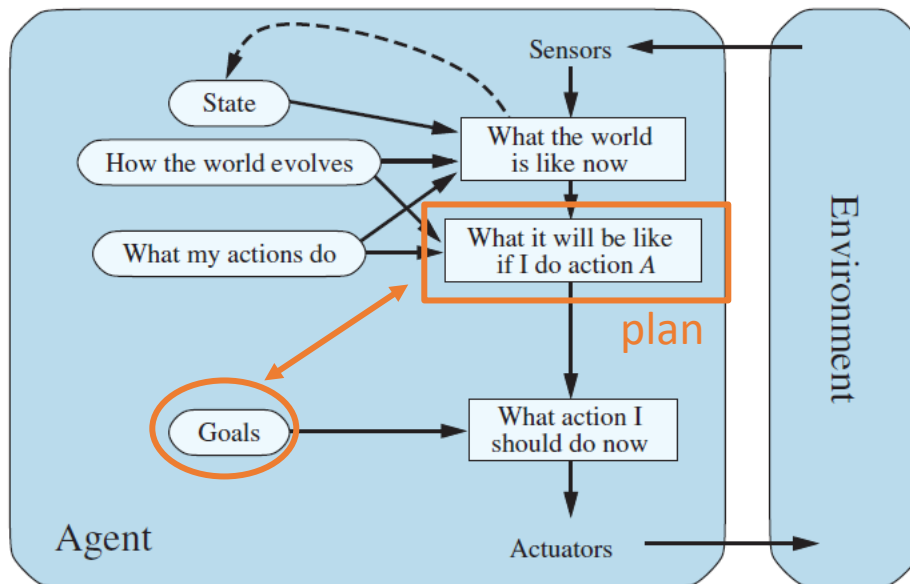 Sensors
State
What the world
is like now
How the world evolves
What it will be like
if I do action A
What my actions do
plan
Goals
What action I
should do now
Agent
Actuators
Environment